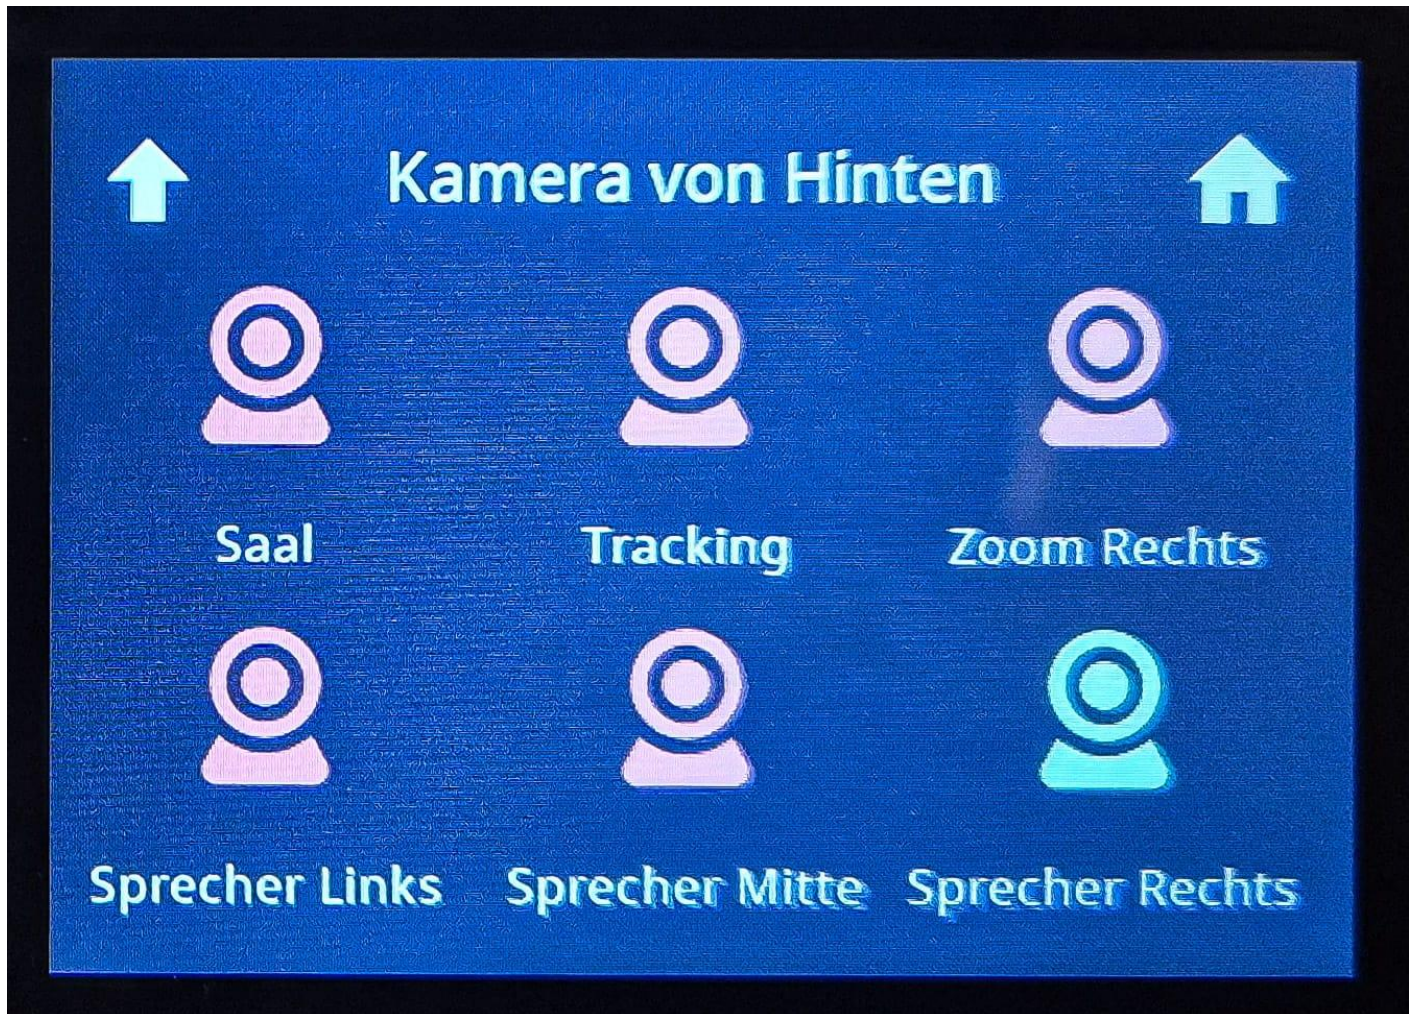 Kamera von Hinten
Saal
Tracking
Zoom Rechts
Sprecher Links
Sprecher Mitte
Sprecher Rechts